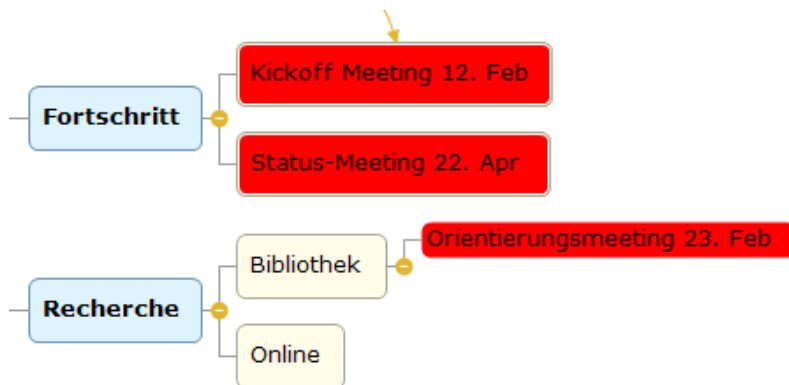 Fortschritt
Kickoff Meeting 12. Feb
Status-Meeting 22. Apr
Recherche
Bibliothek
Orientierungsmeeting 23. Feb
Online